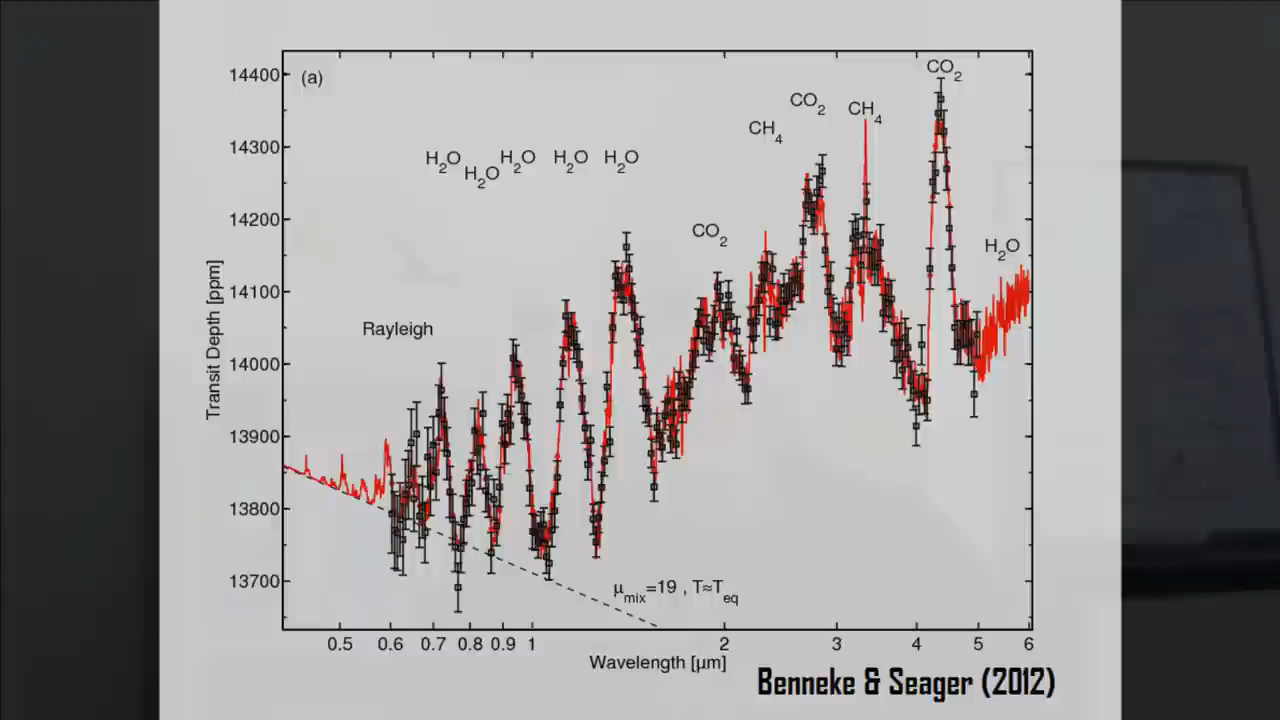 (a)
CO2
CO2
CH4
CH4
H2O
H2O
H2O
H2O
H2O
CO2
H2O
Rayleigh
μmix=19 , T≈Teq
Transit Depth [ppm]
14400
14300
14200
14100
14000
13900
13800
13700
0.5 0.6 0.7 0.8 0.9 1 2 3 4 5 6
Wavelength [μm]
Benneke & Seager (2012)